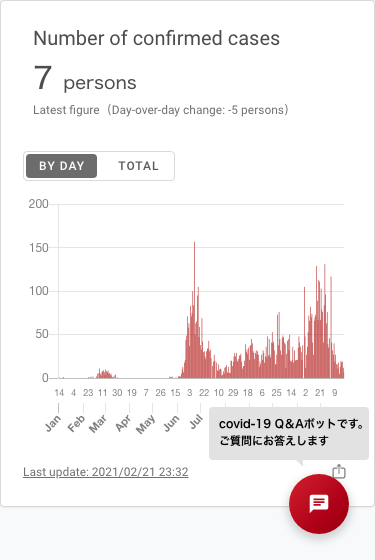 Number of confirmed cases
7 persons
Latest figure（Day-over-day change: -5 persons）
BY DAY TOTAL
200
150
100
50
0
14 4 23 11 30 19 7 26 15 3 22 10 29 18 6 25 14 2 21 9
Jan Feb Mar Apr May Jun Jul
covid-19 Q&Aボットです。
ご質問にお答えします
Last update: 2021/02/21 23:32